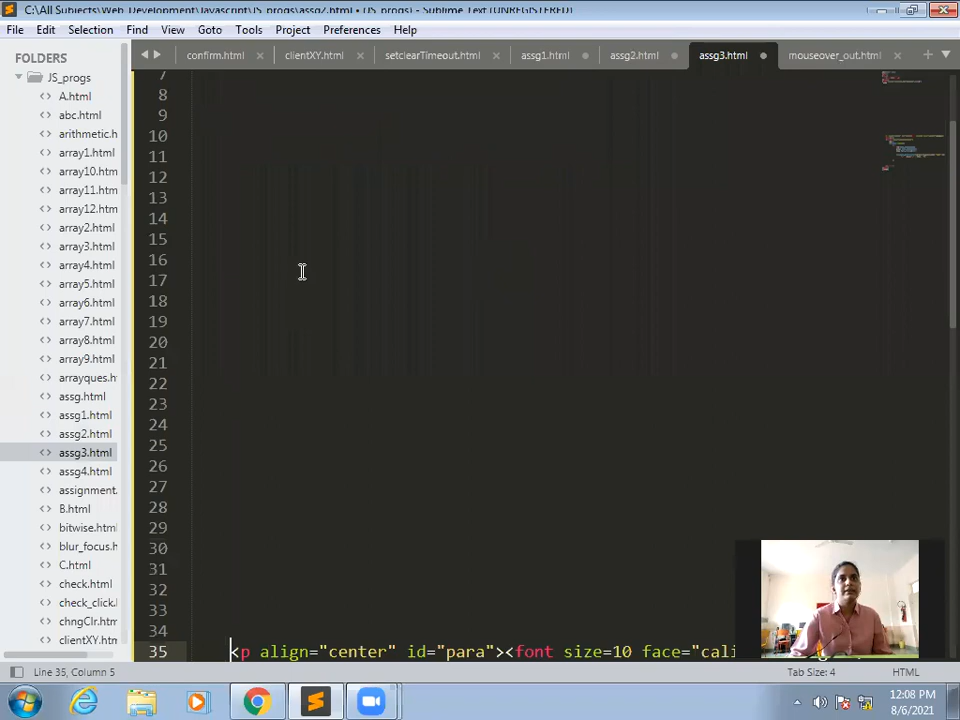 C:\All Subjects\Web Development\Javascript\JS_progs\assg2.html • (JS_progs) - Sublime Text (UNREGISTERED)
File Edit Selection Find View Goto Tools Project Preferences Help
FOLDERS
JS_progs
A.html
abc.html
arithmetic.h
array1.html
array10.htm
array11.htm
array12.htm
array2.html
array3.html
array4.html
array5.html
array6.html
array7.html
array8.html
array9.html
arrayques.h
assg.html
assg1.html
assg2.html
assg3.html
assg4.html
assignment.
B.html
bitwise.html
blur_focus.h
C.html
check.html
check_click.
chngClr.htm
clientXY.htm
confirm.html
clientXY.html
setclearTimeout.html
assg1.html
assg2.html
assg3.html
mouseover_out.html
7
8
9
10
11
12
13
14
15
16
17
18
19
20
21
22
23
24
25
26
27
28
29
30
31
32
33
34
35 <p align="center" id="para"><font size=10 face="cali
Line 35, Column 5
Tab Size: 4
HTML
12:08 PM
8/6/2021